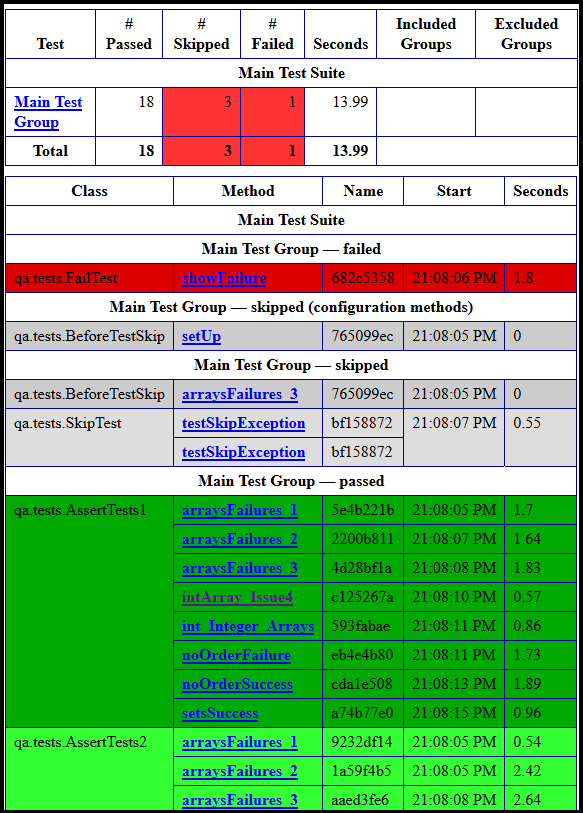 Test # Passed # Skipped # Failed Seconds Included Groups Excluded Groups
Main Test Suite
Main Test Group 18 3 1 13.99
Total 18 3 1 13.99
Class Method Name Start Seconds
Main Test Suite
Main Test Group — failed
qa.tests.FailTest showFailure 682c5358 21:08:06 PM 1.8
Main Test Group — skipped (configuration methods)
qa.tests.BeforeTestSkip setUp 765099ec 21:08:05 PM 0
Main Test Group — skipped
qa.tests.BeforeTestSkip arraysFailures_3 765099ec 21:08:05 PM 0
qa.tests.SkipTest testSkipException bf158872 21:08:07 PM 0.55
testSkipException bf158872
Main Test Group — passed
qa.tests.AssertTests1 arraysFailures_1 5e4b221b 21:08:05 PM 1.7
arraysFailures_2 2200b811 21:08:07 PM 1.64
arraysFailures_3 4d28bf1a 21:08:08 PM 1.83
intArray_Issue4 c125267a 21:08:10 PM 0.57
int_Integer_Arrays 593fabae 21:08:11 PM 0.86
noOrderFailure eb4e4b80 21:08:11 PM 1.73
noOrderSuccess cda1e508 21:08:13 PM 1.89
setsSuccess a74b77e0 21:08:15 PM 0.96
qa.tests.AssertTests2 arraysFailures_1 9232df14 21:08:05 PM 0.54
arraysFailures_2 1a59f4b5 21:08:05 PM 2.42
arraysFailures_3 aaed3fe6 21:08:08 PM 2.64